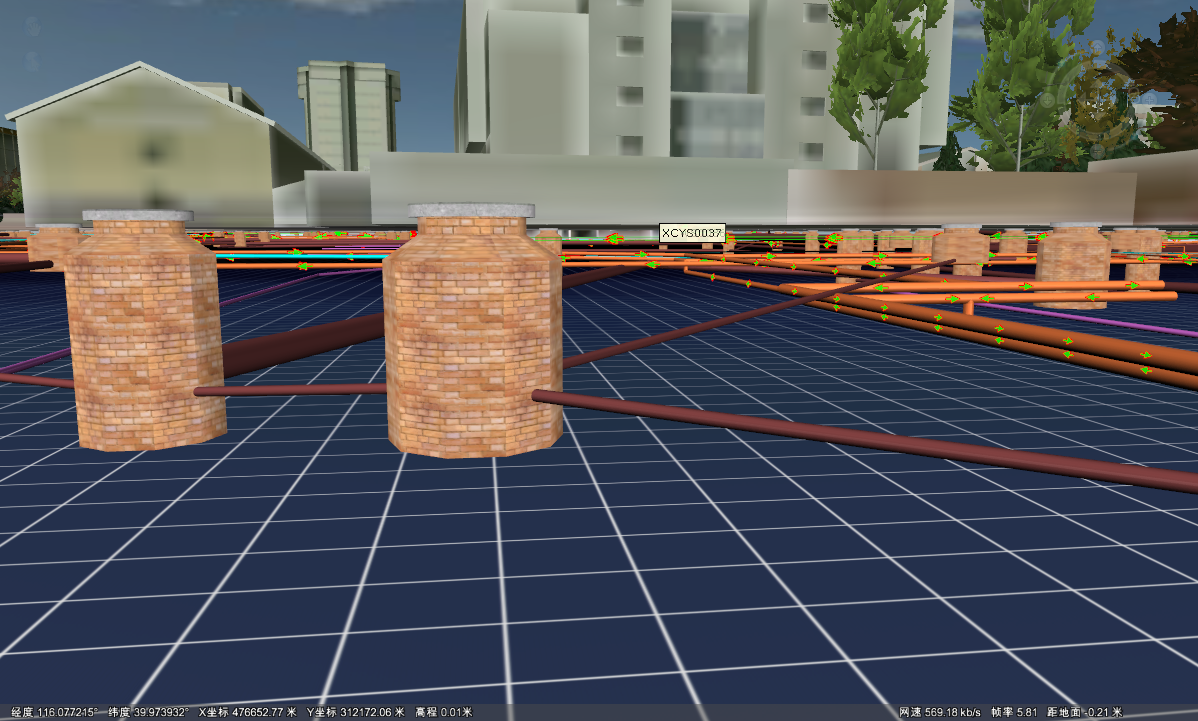 XCYS0037
经度 116.077215° 纬度 39.973932° X坐标 476652.77 米 Y坐标 312172.06 米 高程 0.01米 网速 569.18 kb/s 帧率 5.81 距地面 -0.21 米